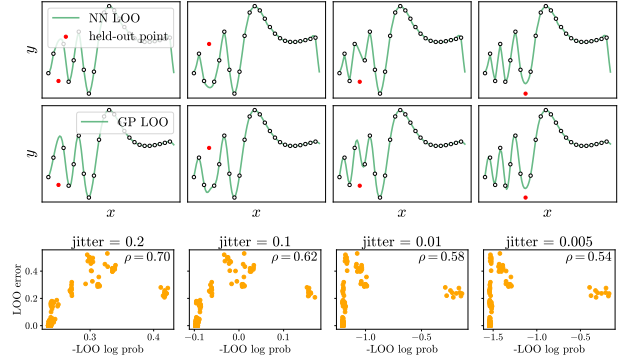 NN LOO
held-out point
y
GP LOO
y
x
x
x
x
jitter = 0.2
jitter = 0.1
jitter = 0.01
jitter = 0.005
ρ = 0.70
ρ = 0.62
ρ = 0.58
ρ = 0.54
LOO error
0.4
0.2
0.0
0.3
0.4
−0.1
0.0
0.1
−1.0
−0.5
−1.5
−1.0
−0.5
-LOO log prob
-LOO log prob
-LOO log prob
-LOO log prob